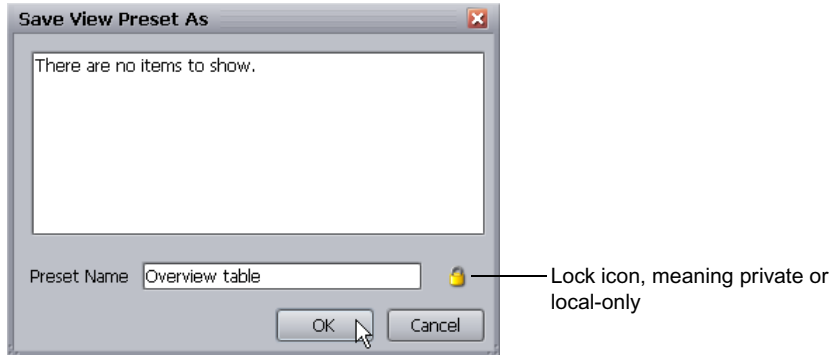 Save View Preset As
There are no items to show.
Preset Name Overview table
Lock icon, meaning private or
local-only
OK Cancel